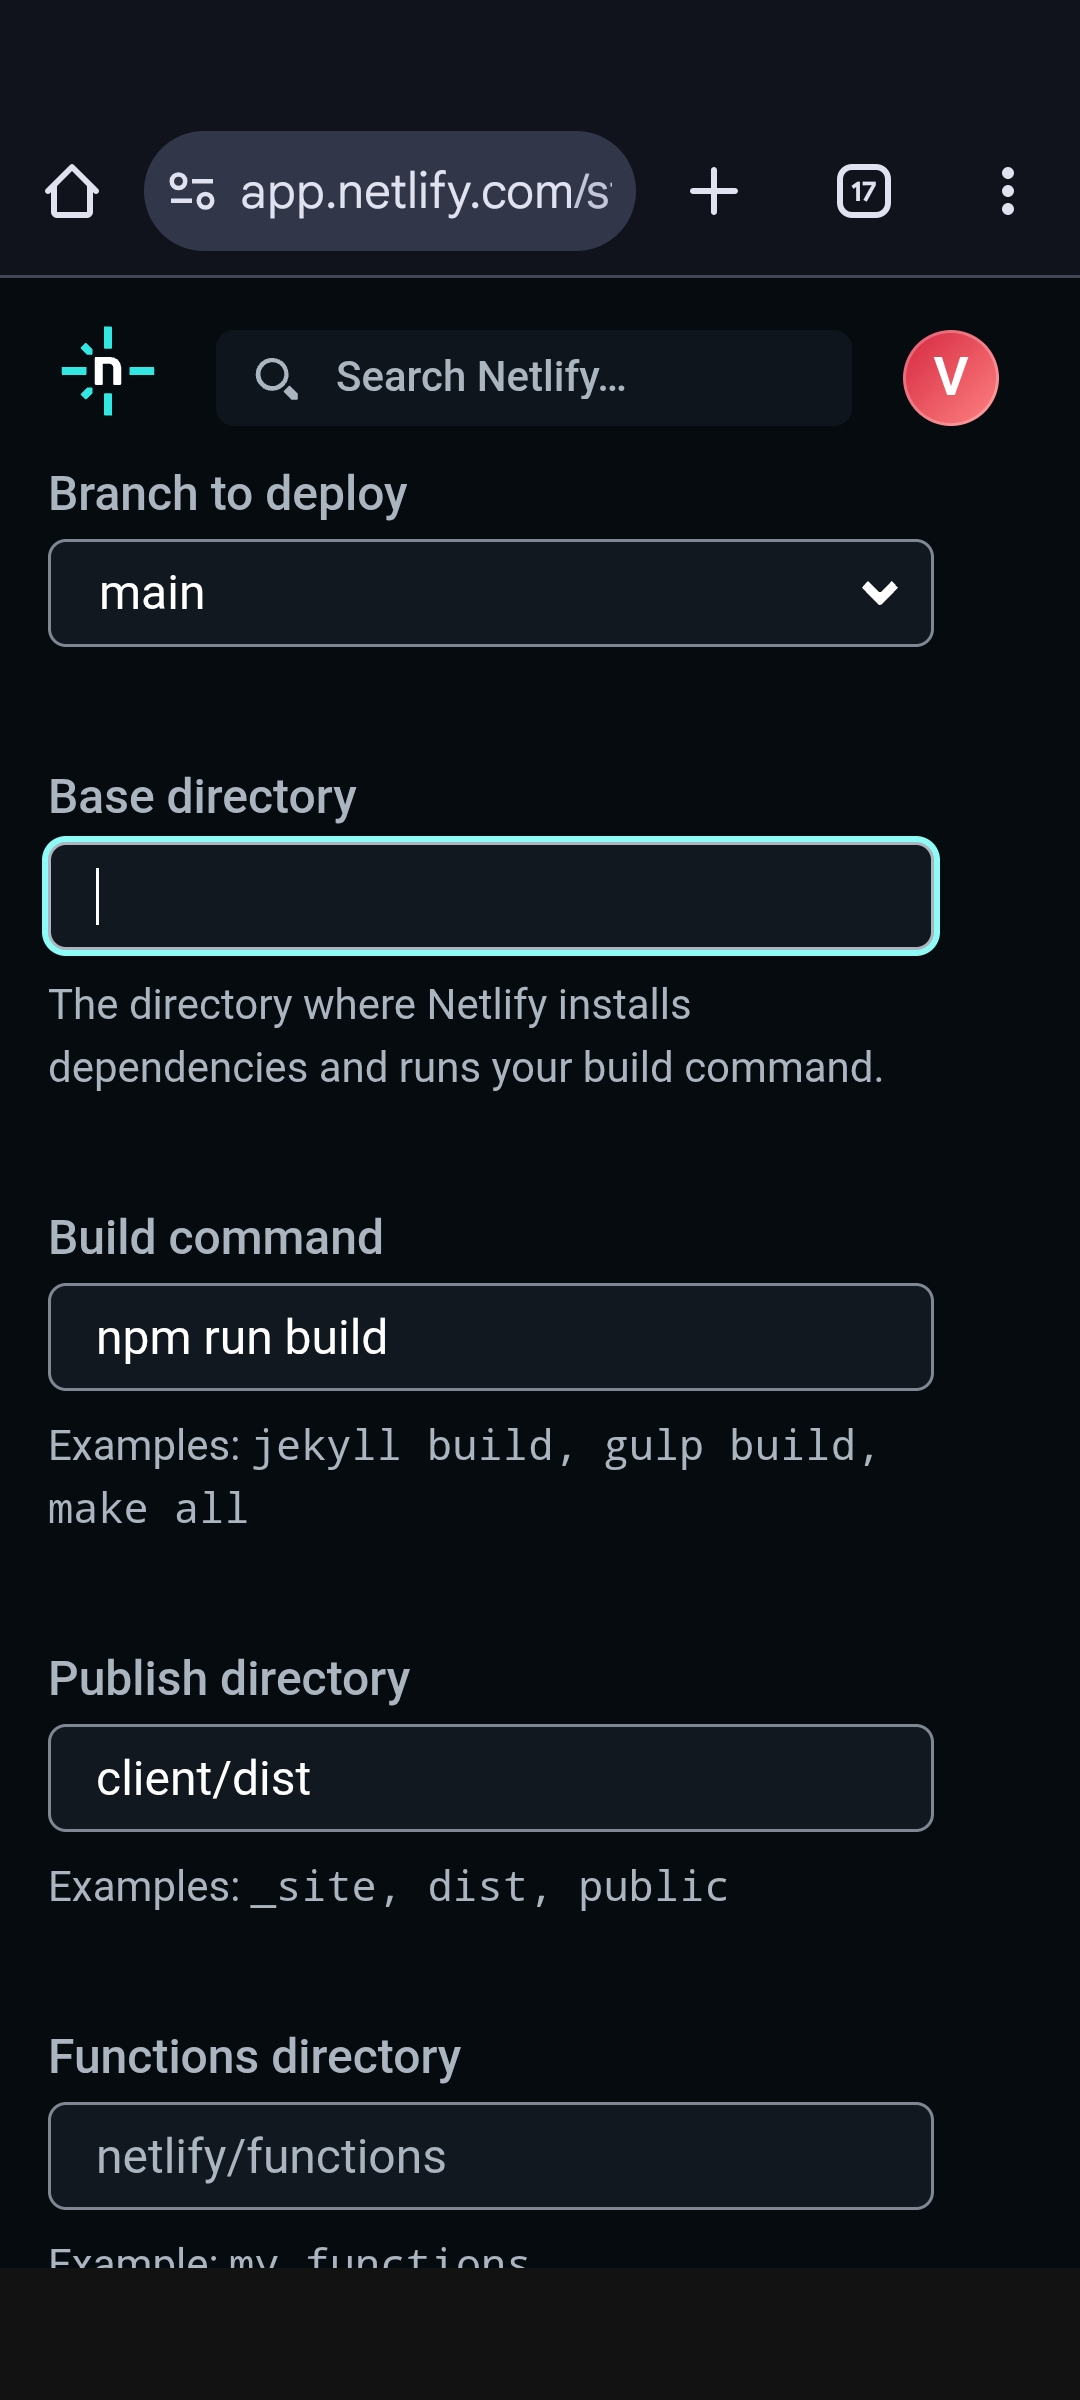 app.netlify.com/s
17
n
Search Netlify...
V
Branch to deploy
main
Base directory
The directory where Netlify installs
dependencies and runs your build command.
Build command
npm run build
Examples: jekyll build, gulp build,
make all
Publish directory
client/dist
Examples: _site, dist, public
Functions directory
netlify/functions
Example: my_functions